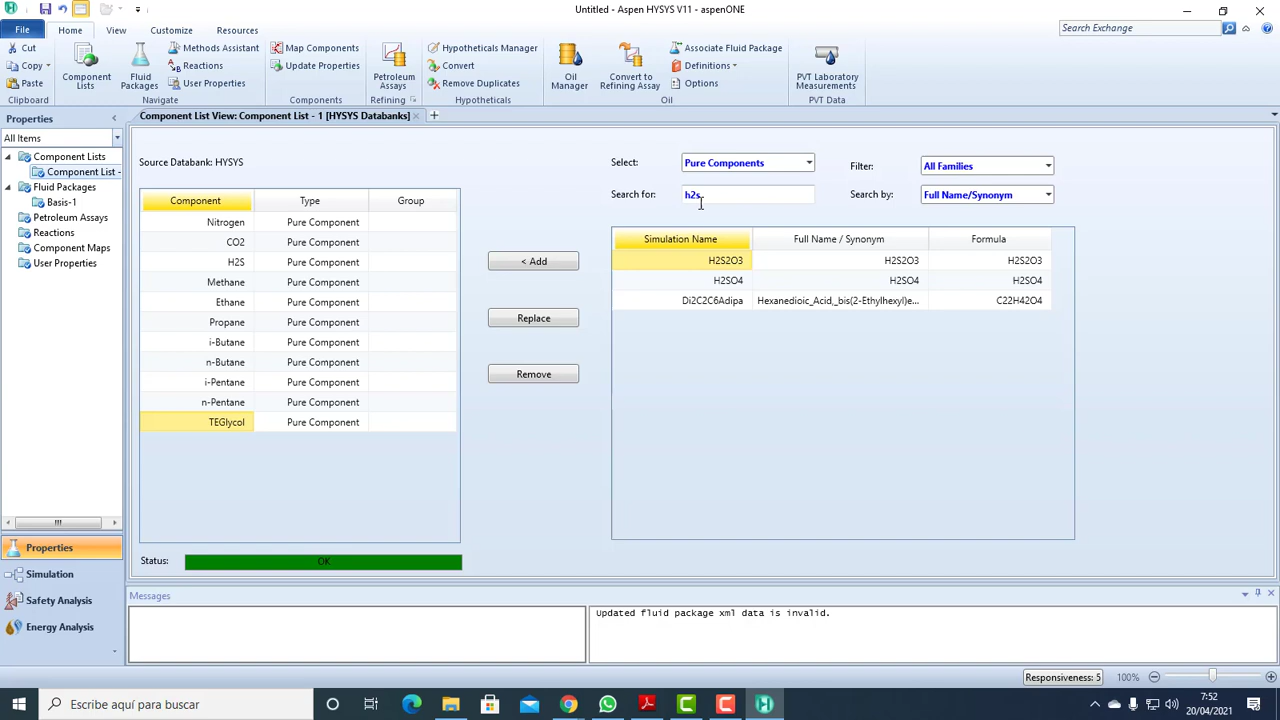 Untitled - Aspen HYSYS V11 - aspenONE
File
Home
View
Customize
Resources
Search Exchange
Cut
Copy
Paste
Clipboard
Component Lists
Fluid Packages
Methods Assistant
Reactions
User Properties
Navigate
Map Components
Update Properties
Components
Petroleum Assays
Refining
Hypotheticals Manager
Convert
Remove Duplicates
Hypotheticals
Oil Manager
Convert to Refining Assay
Associate Fluid Package
Definitions
Options
Oil
PVT Laboratory Measurements
PVT Data
Properties
All Items
Component Lists
Component List -
Fluid Packages
Basis-1
Petroleum Assays
Reactions
Component Maps
User Properties
Properties
Simulation
Safety Analysis
Energy Analysis
Component List View: Component List - 1 [HYSYS Databanks]
Source Databank: HYSYS
Component Type Group
Nitrogen Pure Component
CO2 Pure Component
H2S Pure Component
Methane Pure Component
Ethane Pure Component
Propane Pure Component
i-Butane Pure Component
n-Butane Pure Component
i-Pentane Pure Component
n-Pentane Pure Component
TEGlycol Pure Component
Status: OK
< Add
Replace
Remove
Select: Pure Components Filter: All Families
Search for: h2s Search by: Full Name/Synonym
Simulation Name Full Name / Synonym Formula
H2S2O3 H2S2O3 H2S2O3
H2SO4 H2SO4 H2SO4
Di2C2C6Adipa Hexanedioic_Acid,_bis(2-Ethylhexyl)e... C22H42O4
Messages
Updated fluid package xml data is invalid.
Responsiveness: 5 100%
Escribe aquí para buscar
7:52
20/04/2021